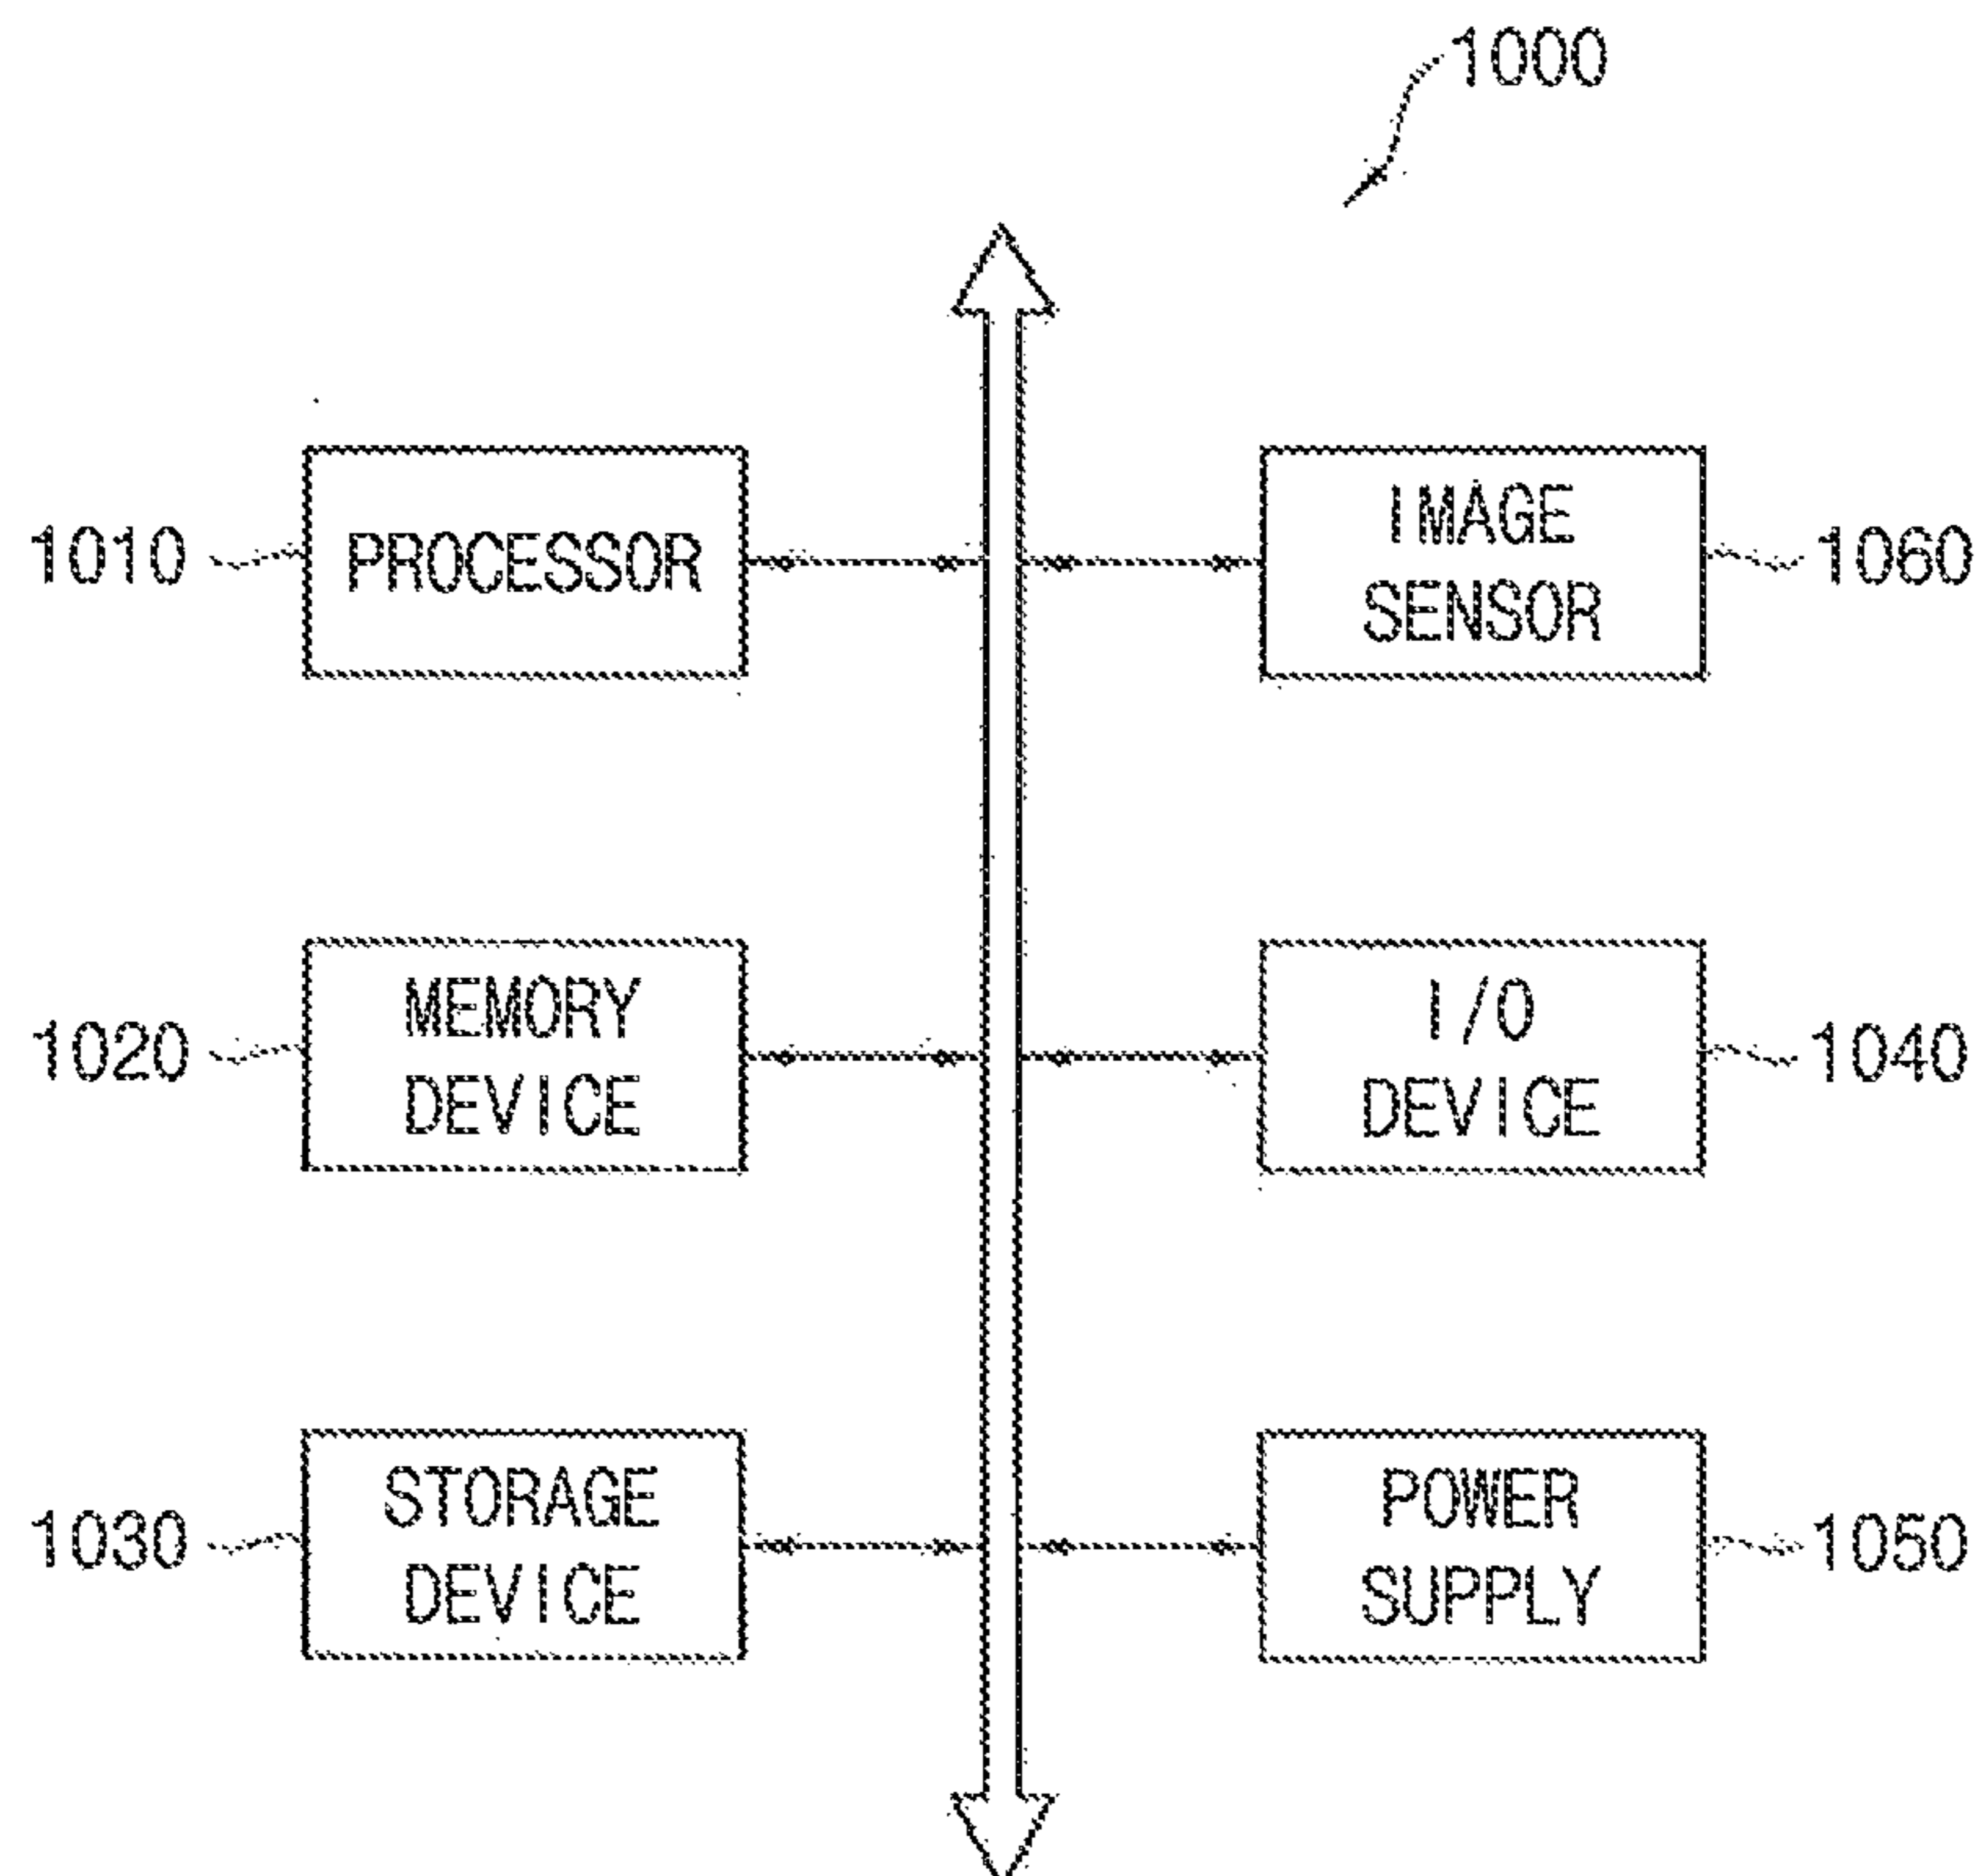 1000
1010
PROCESSOR
IMAGE
SENSOR
1060
1020
MEMORY
DEVICE
I/O
DEVICE
1040
1030
STORAGE
DEVICE
POWER
SUPPLY
1050